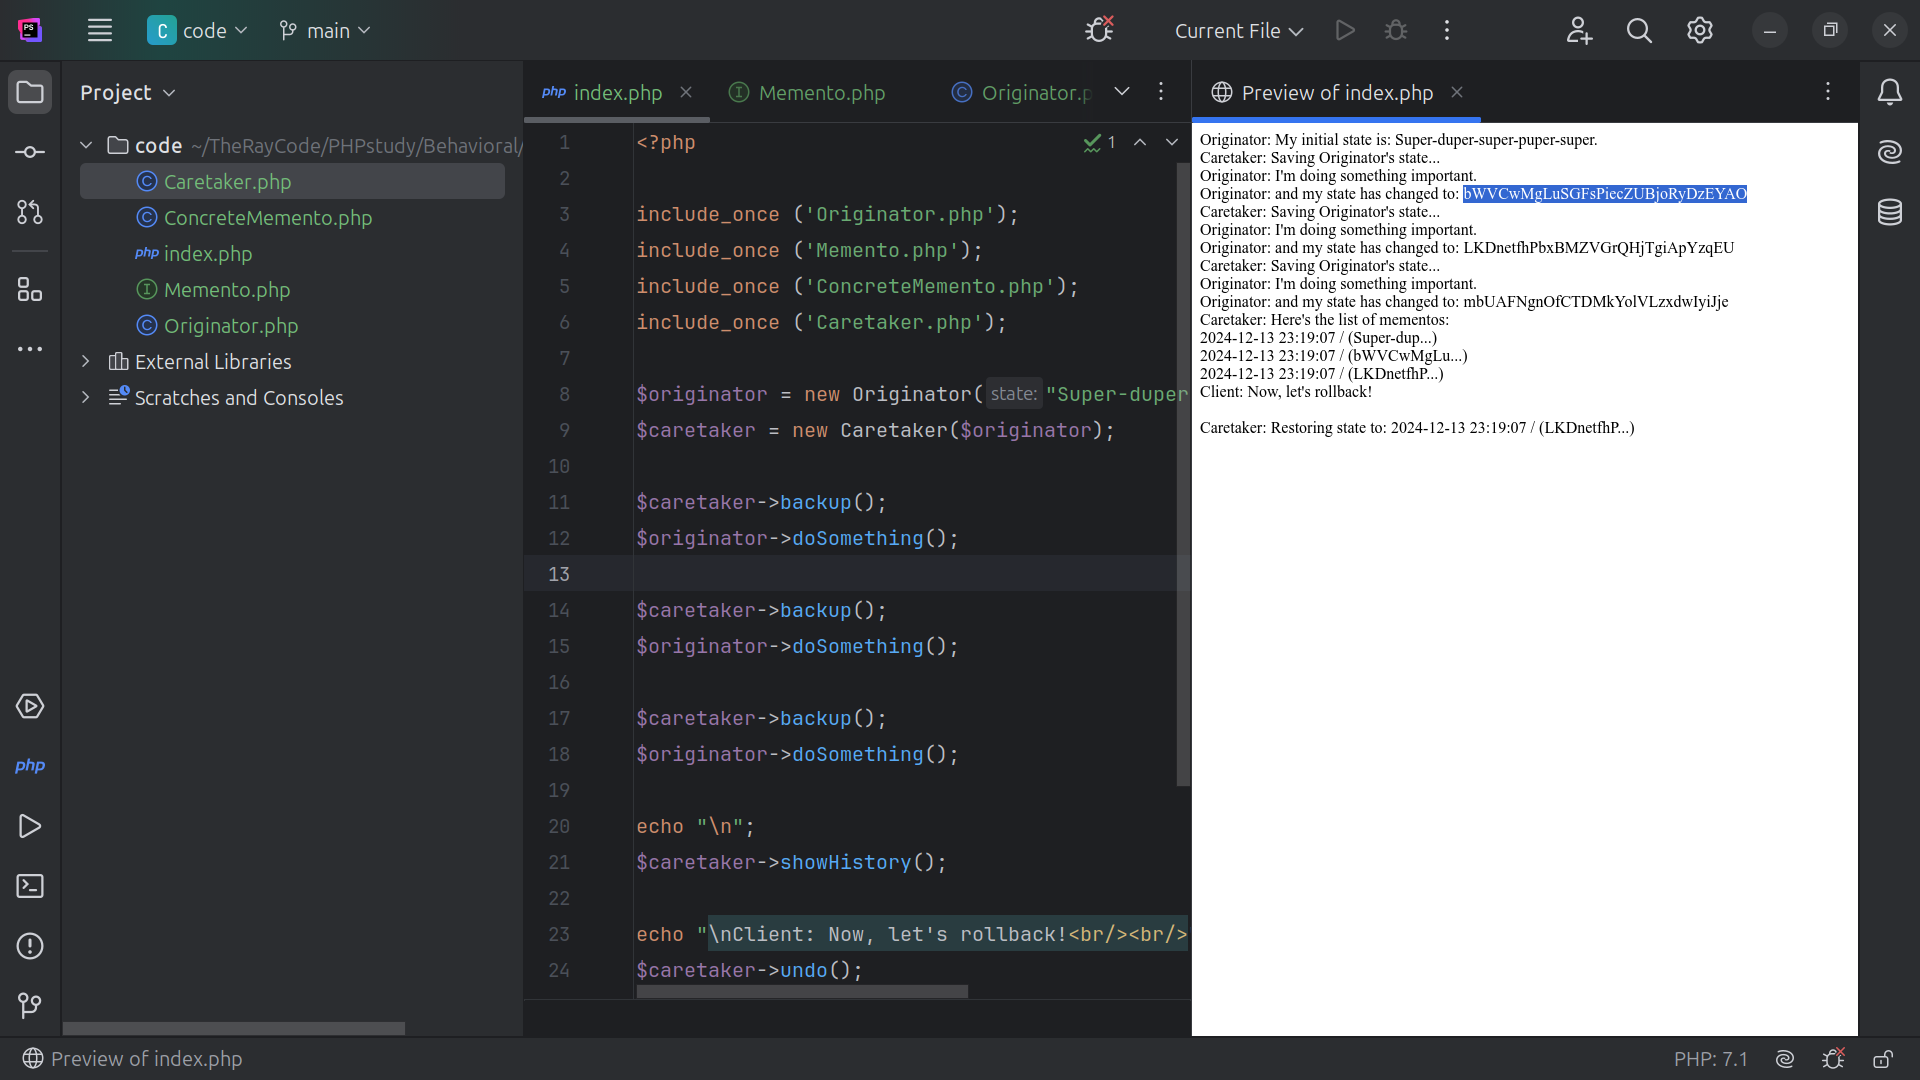 PS
C code
main
Current File
Project
code ~/TheRayCode/PHPstudy/Behavioral/
C Caretaker.php
C ConcreteMemento.php
php index.php
I Memento.php
C Originator.php
External Libraries
Scratches and Consoles
php
php index.php
I Memento.php
C Originator.p
1
1 <?php
2
3 include_once ('Originator.php');
4 include_once ('Memento.php');
5 include_once ('ConcreteMemento.php');
6 include_once ('Caretaker.php');
7
8 $originator = new Originator( state: "Super-duper
9 $caretaker = new Caretaker($originator);
10
11 $caretaker->backup();
12 $originator->doSomething();
13
14 $caretaker->backup();
15 $originator->doSomething();
16
17 $caretaker->backup();
18 $originator->doSomething();
19
20 echo "\n";
21 $caretaker->showHistory();
22
23 echo "\nClient: Now, let's rollback!<br/><br/>
24 $caretaker->undo();
Preview of index.php
Originator: My initial state is: Super-duper-super-puper-super.
Caretaker: Saving Originator's state...
Originator: I'm doing something important.
Originator: and my state has changed to: bWVCwMgLuSGFsPiecZUBjoRyDzEYAO
Caretaker: Saving Originator's state...
Originator: I'm doing something important.
Originator: and my state has changed to: LKDnetfhPbxBMZVGrQHjTgiApYzqEU
Caretaker: Saving Originator's state...
Originator: I'm doing something important.
Originator: and my state has changed to: mbUAFNgnOfCTDMkYolVLzxdwIyiJje
Caretaker: Here's the list of mementos:
2024-12-13 23:19:07 / (Super-dup...)
2024-12-13 23:19:07 / (bWVCwMgLu...)
2024-12-13 23:19:07 / (LKDnetfhP...)
Client: Now, let's rollback!
Caretaker: Restoring state to: 2024-12-13 23:19:07 / (LKDnetfhP...)
Preview of index.php
PHP: 7.1